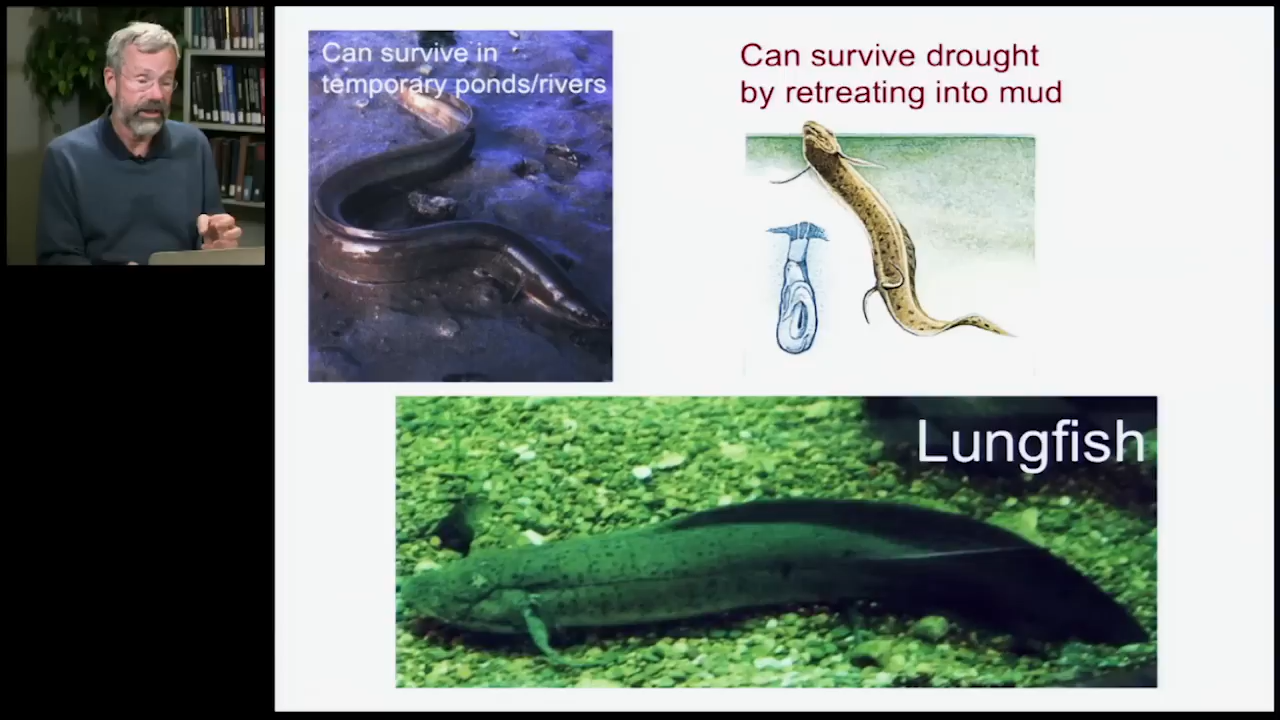 Can survive in
temporary ponds/rivers
Can survive drought
by retreating into mud
Lungfish